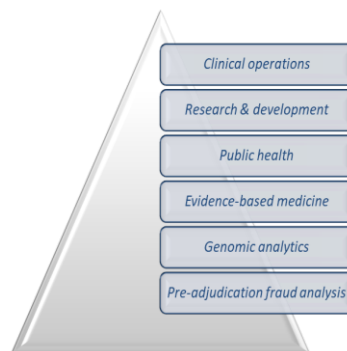 Clinical operations
Research & development
Public health
Evidence-based medicine
Genomic analytics
Pre-adjudication fraud analysis